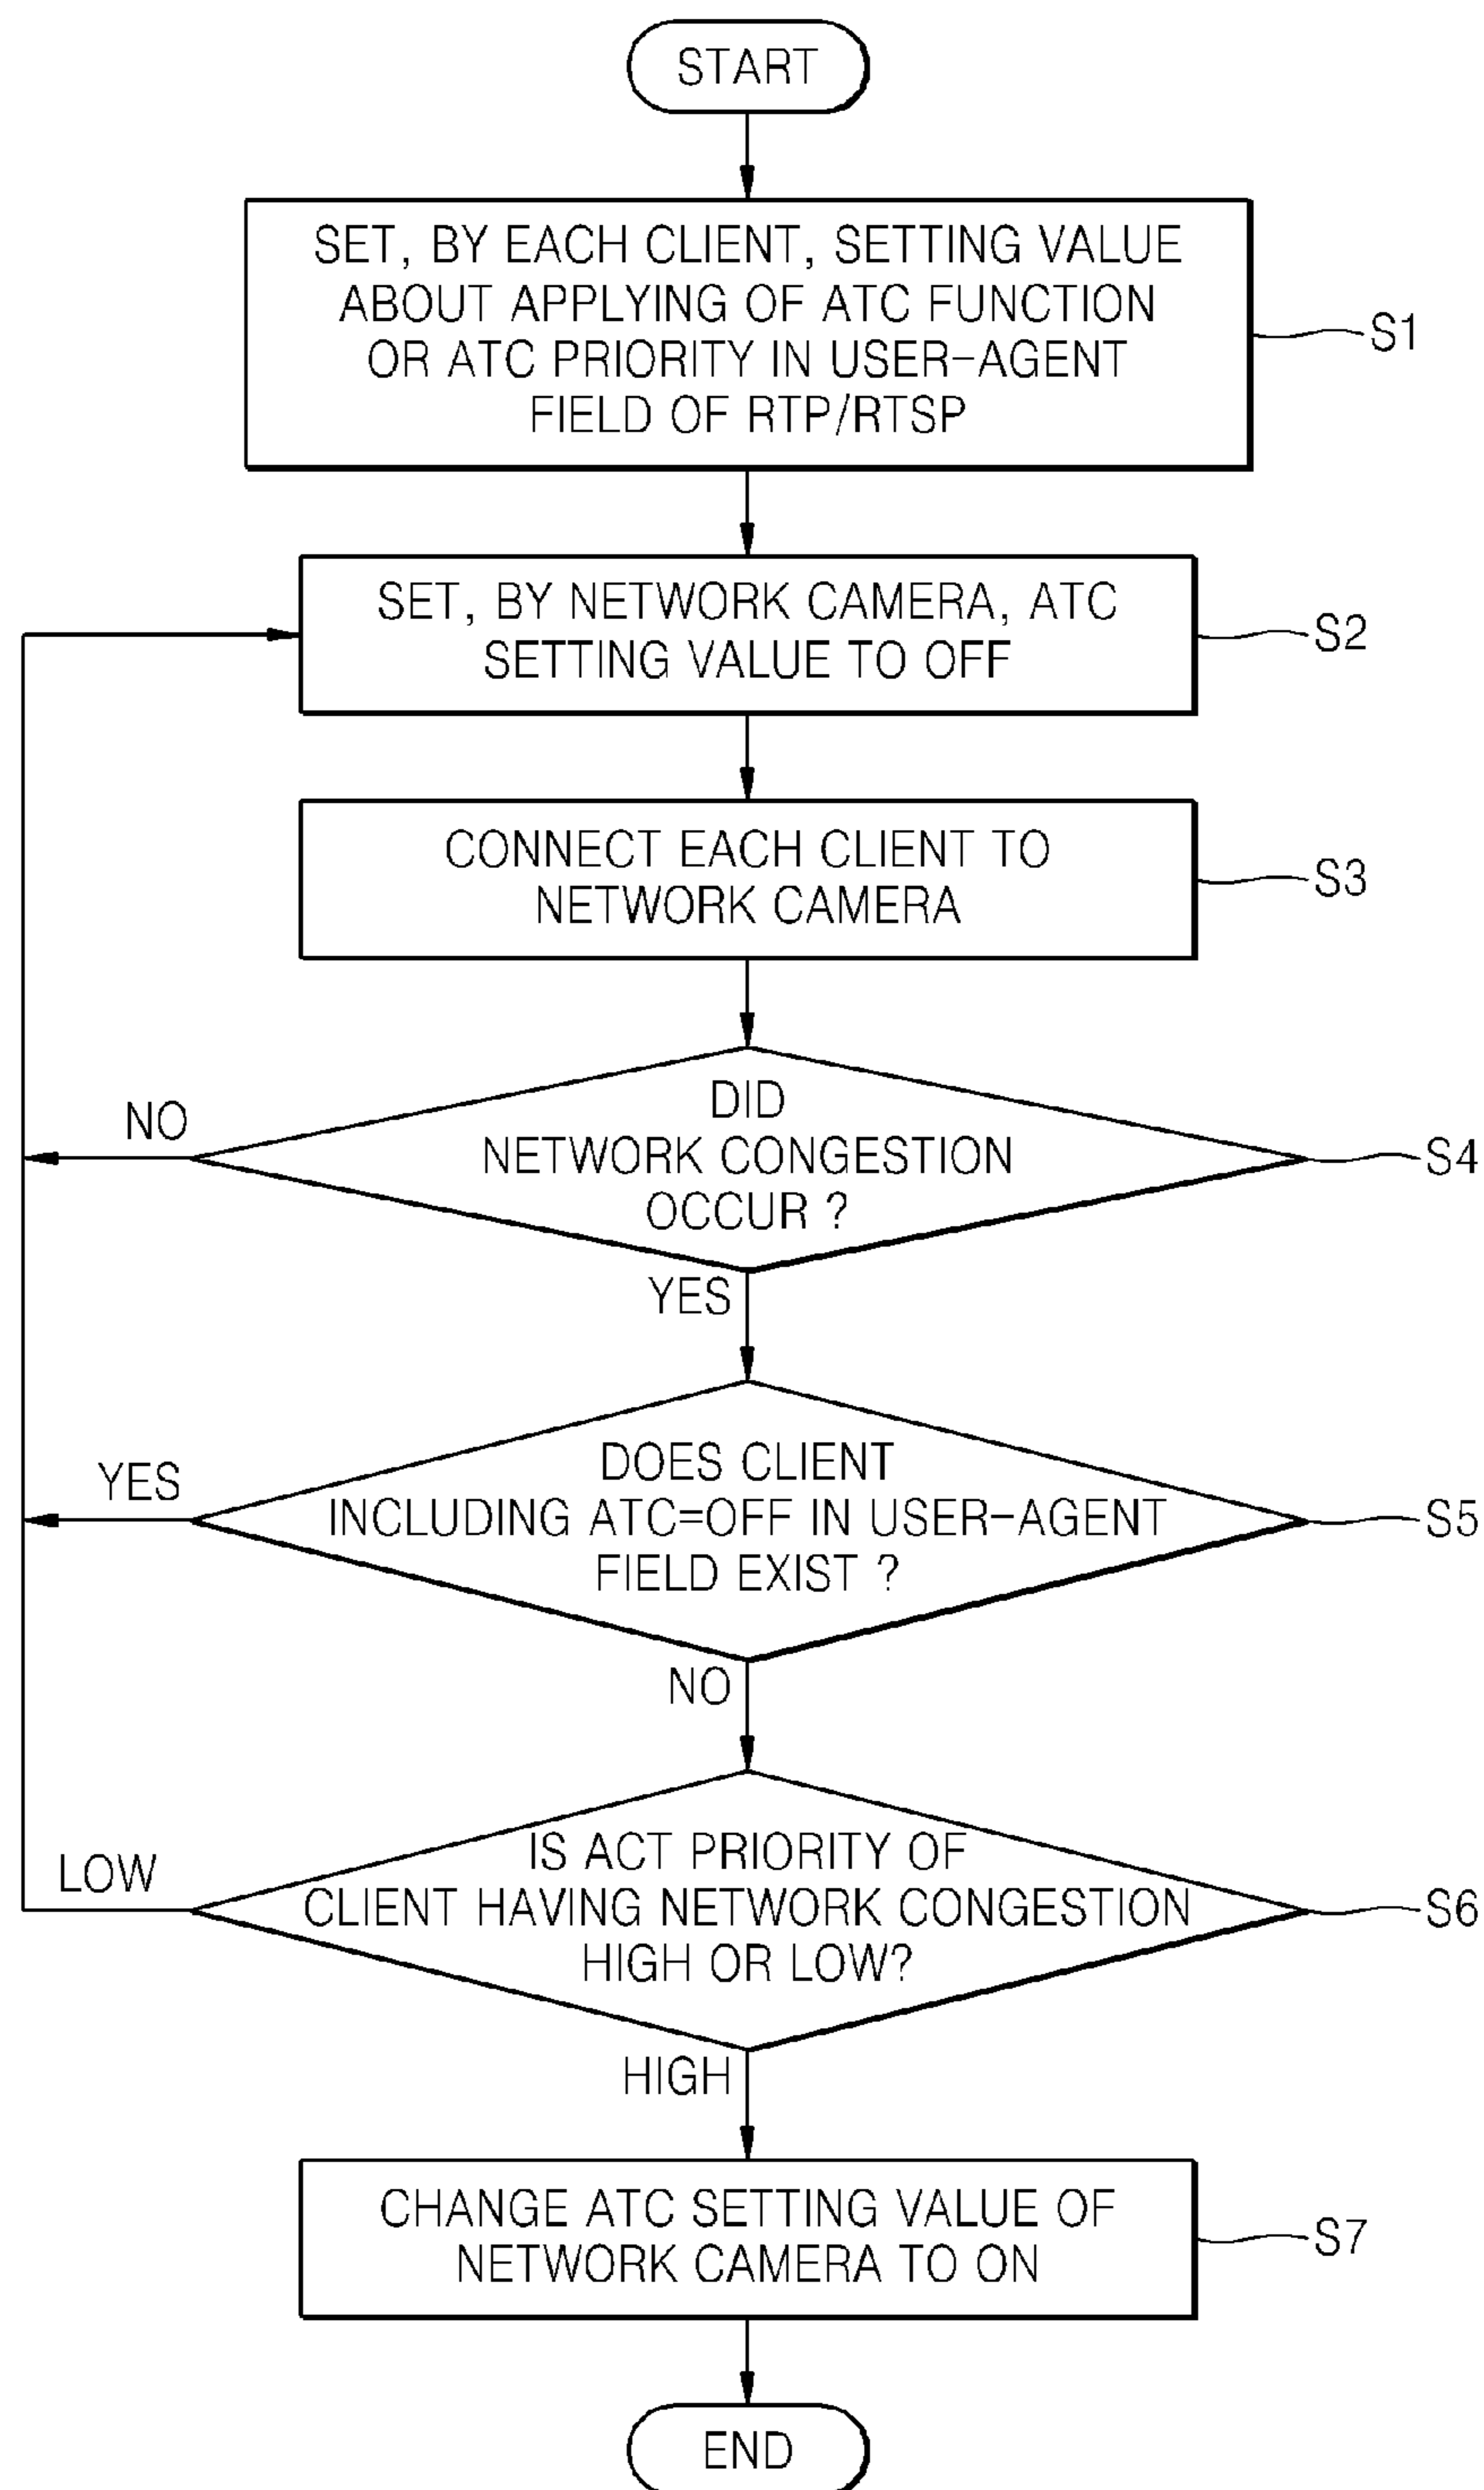 START
SET, BY EACH CLIENT, SETTING VALUE
ABOUT APPLYING OF ATC FUNCTION
OR ATC PRIORITY IN USER-AGENT
FIELD OF RTP/RTSP
S1
SET, BY NETWORK CAMERA, ATC
SETTING VALUE TO OFF
S2
CONNECT EACH CLIENT TO
NETWORK CAMERA
S3
DID
NETWORK CONGESTION
OCCUR ?
NO
S4
YES
DOES CLIENT
INCLUDING ATC=OFF IN USER-AGENT
FIELD EXIST ?
YES
S5
NO
IS ACT PRIORITY OF
CLIENT HAVING NETWORK CONGESTION
HIGH OR LOW?
LOW
S6
HIGH
CHANGE ATC SETTING VALUE OF
NETWORK CAMERA TO ON
S7
END